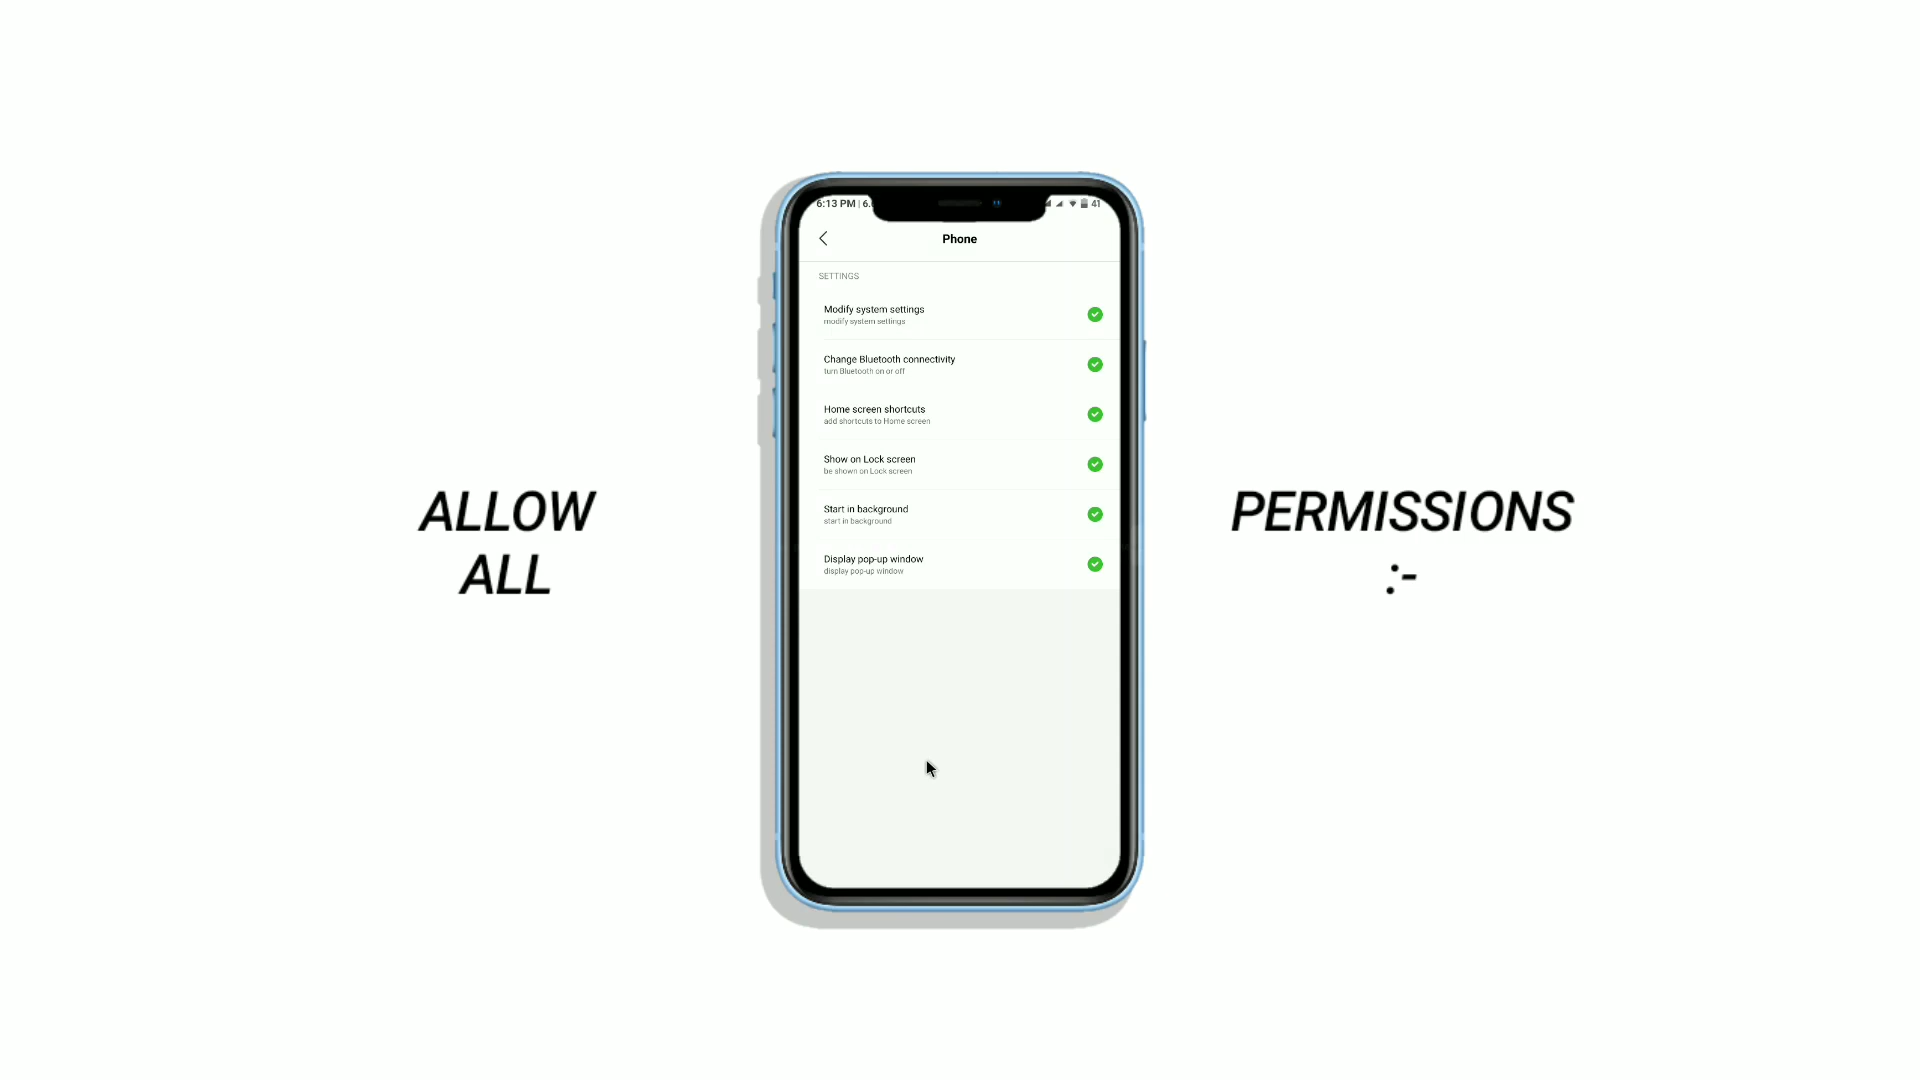 ALLOW
ALL
6:13 PM | 6.
41
Phone
SETTINGS
Modify system settings
modify system settings
Change Bluetooth connectivity
turn Bluetooth on or off
Home screen shortcuts
add shortcuts to Home screen
Show on Lock screen
be shown on Lock screen
Start in background
start in background
Display pop-up window
display pop-up window
PERMISSIONS
:-